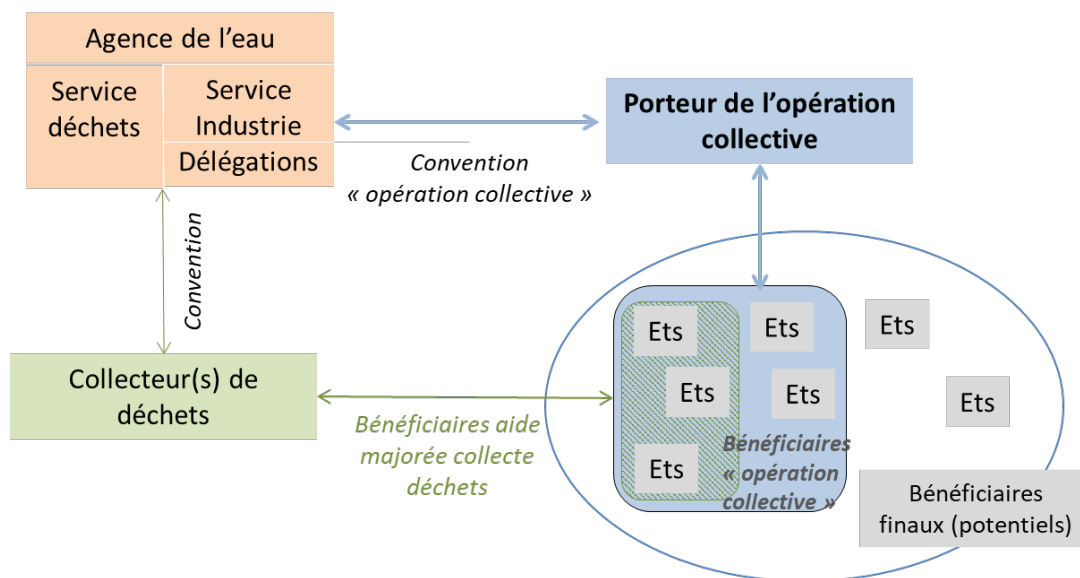 Agence de l’eau
Service
déchets
Service
Industrie
Délégations
Porteur de l’opération
collective
Convention
« opération collective »
Convention
Collecteur(s) de
déchets
Bénéficiaires aide
majorée collecte
déchets
Ets
Ets
Ets
Ets
Ets
Ets
Ets
Bénéficiaires
« opération
collective »
Bénéficiaires
finaux (potentiels)